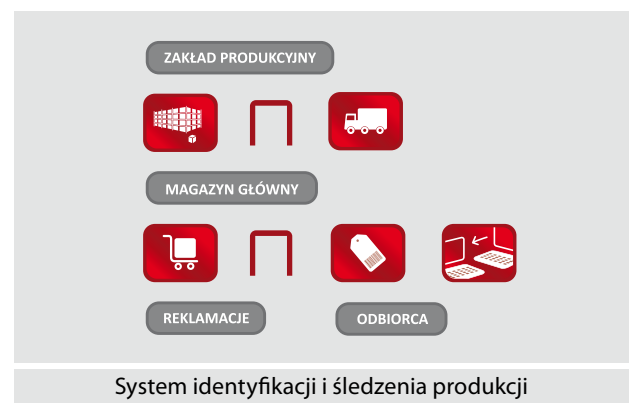 ZAKŁAD PRODUKCYJNY
MAGAZYN GŁÓWNY
REKLAMACJE
ODBIORCA
System identyfikacji i śledzenia produkcji